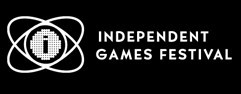 i
INDEPENDENT
GAMES FESTIVAL